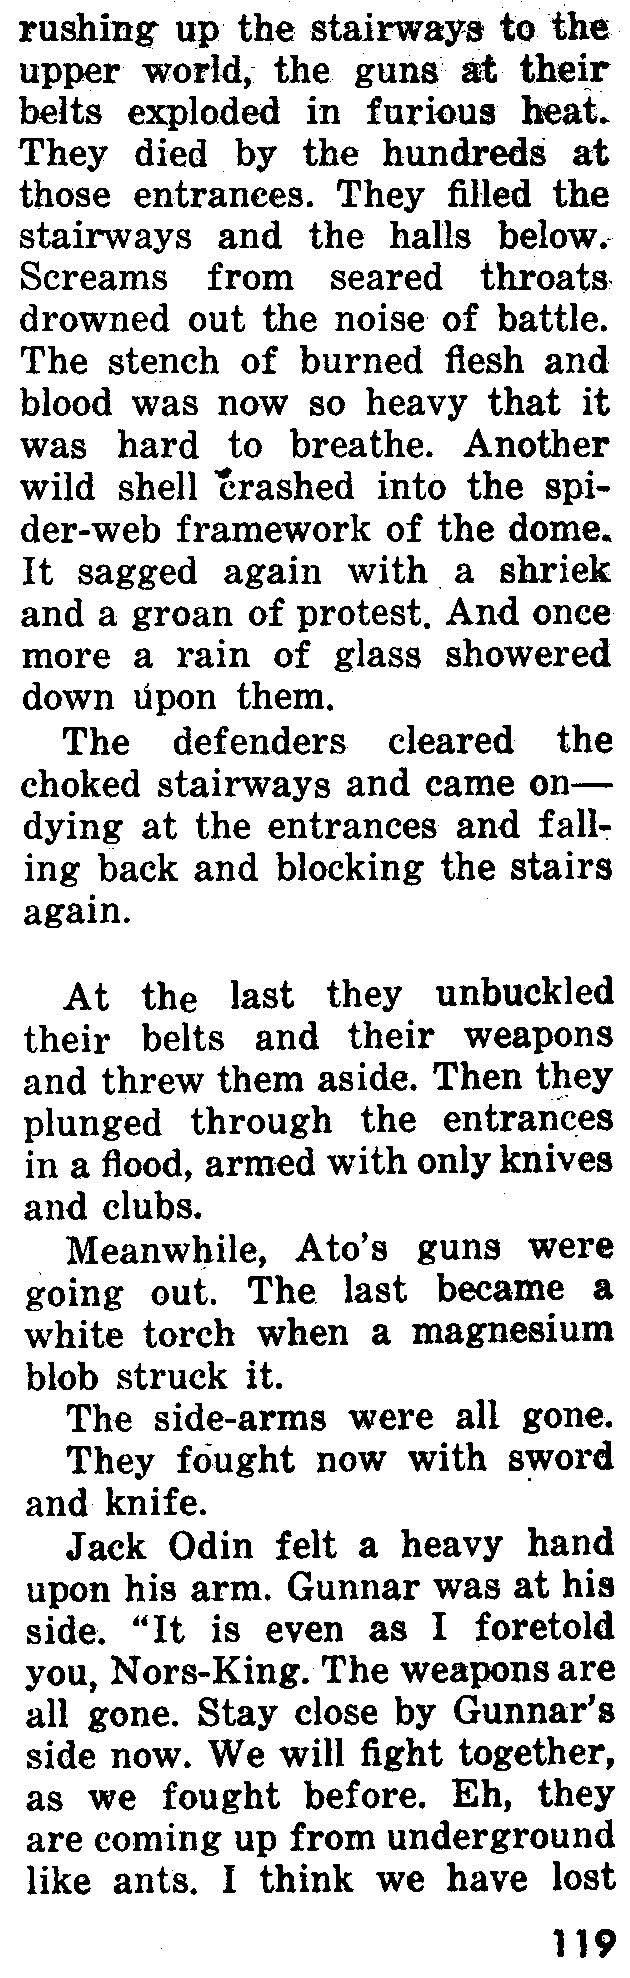 rushing up the stairways to the
upper world, the guns at their
belts exploded in furious heat.
They died by the hundreds at
those entrances. They filled the
stairways and the halls below.
Screams from seared throats
drowned out the noise of battle.
The stench of burned flesh and
blood was now so heavy that it
was hard to breathe. Another
wild shell crashed into the spi-
der-web framework of the dome.
It sagged again with a shriek
and a groan of protest. And once
more a rain of glass showered
down upon them.
The defenders cleared the
choked stairways and came on—
dying at the entrances and fall-
ing back and blocking the stairs
again.
At the last they unbuckled
their belts and their weapons
and threw them aside. Then they
plunged through the entrances
in a flood, armed with only knives
and clubs.
Meanwhile, Ato's guns were
going out. The last became a
white torch when a magnesium
blob struck it.
The side-arms were all gone.
They fought now with sword
and knife.
Jack Odin felt a heavy hand
upon his arm. Gunnar was at his
side. "It is even as I foretold
you, Nors-King. The weapons are
all gone. Stay close by Gunnar's
side now. We will fight together,
as we fought before. Eh, they
are coming up from underground
like ants. I think we have lost
119